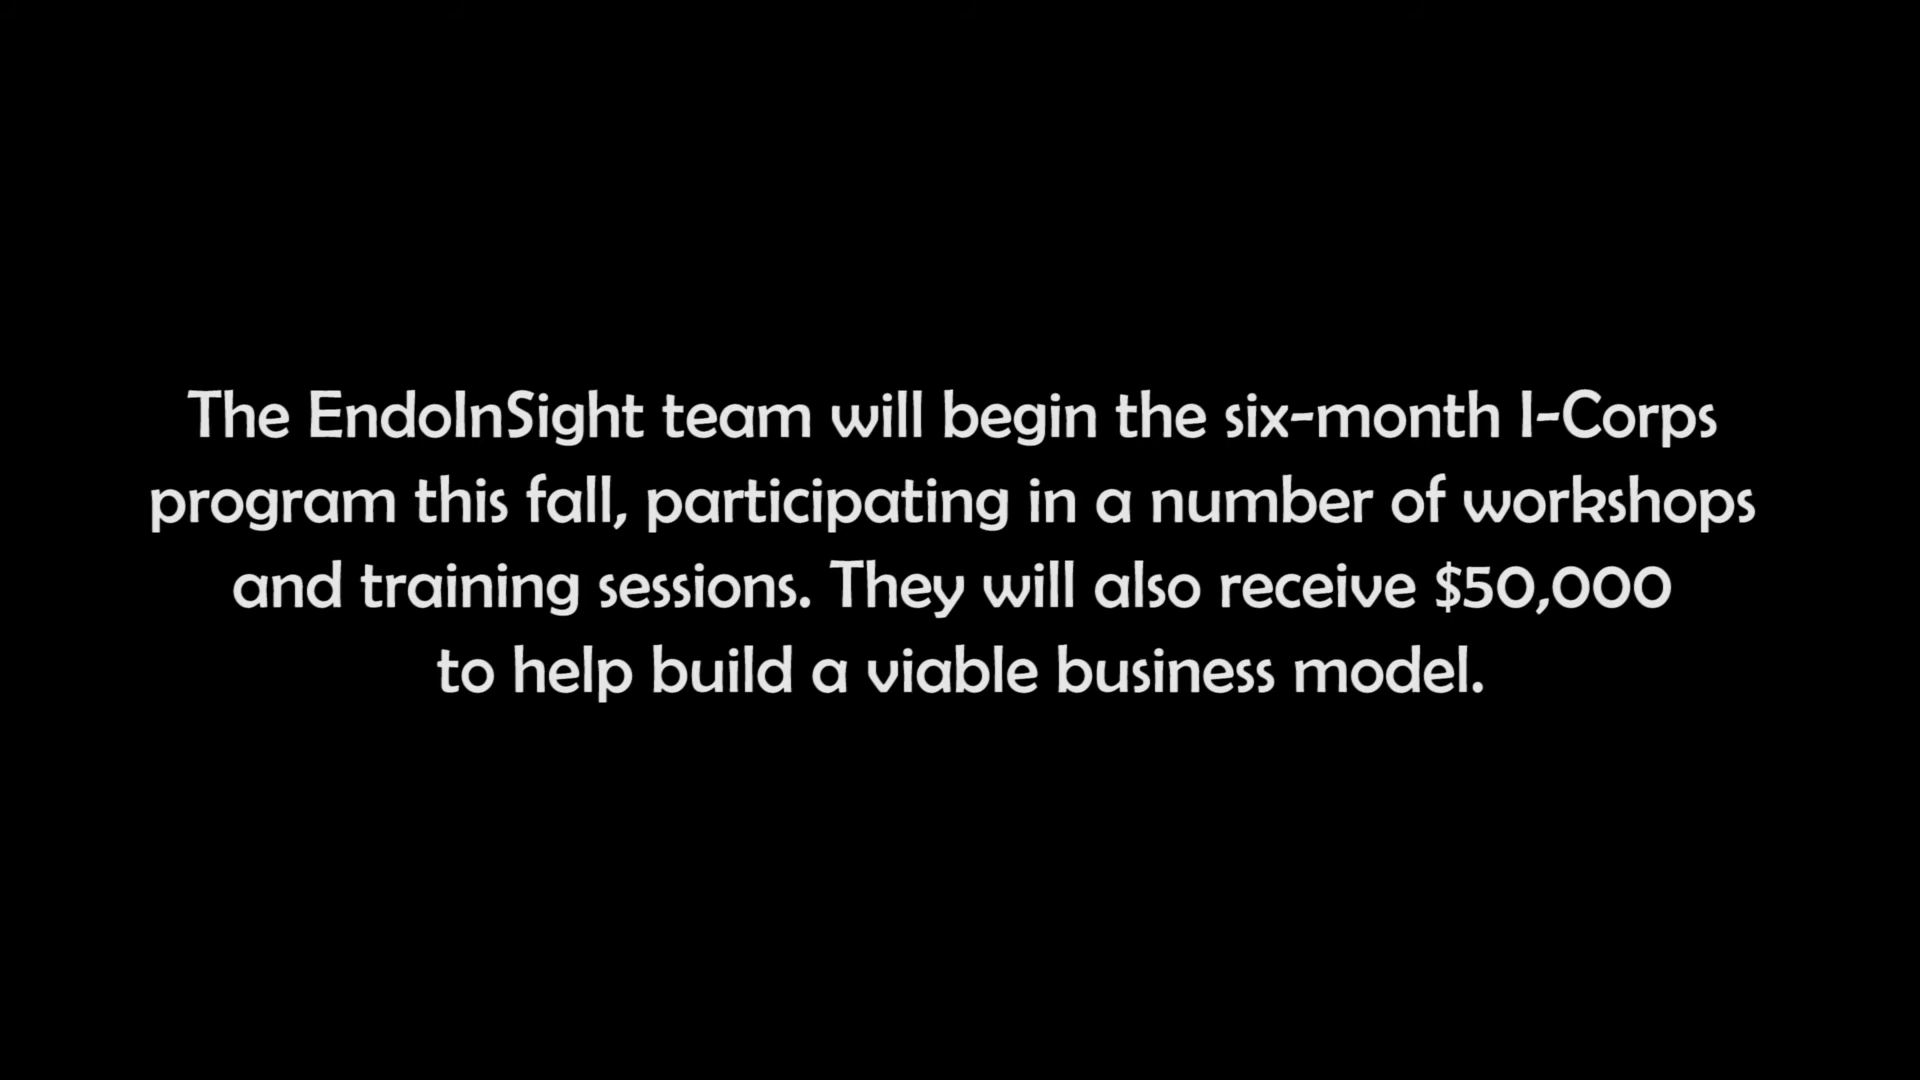 The EndoInSight team will begin the six-month I-Corps
program this fall, participating in a number of workshops
and training sessions. They will also receive $50,000
to help build a viable business model.